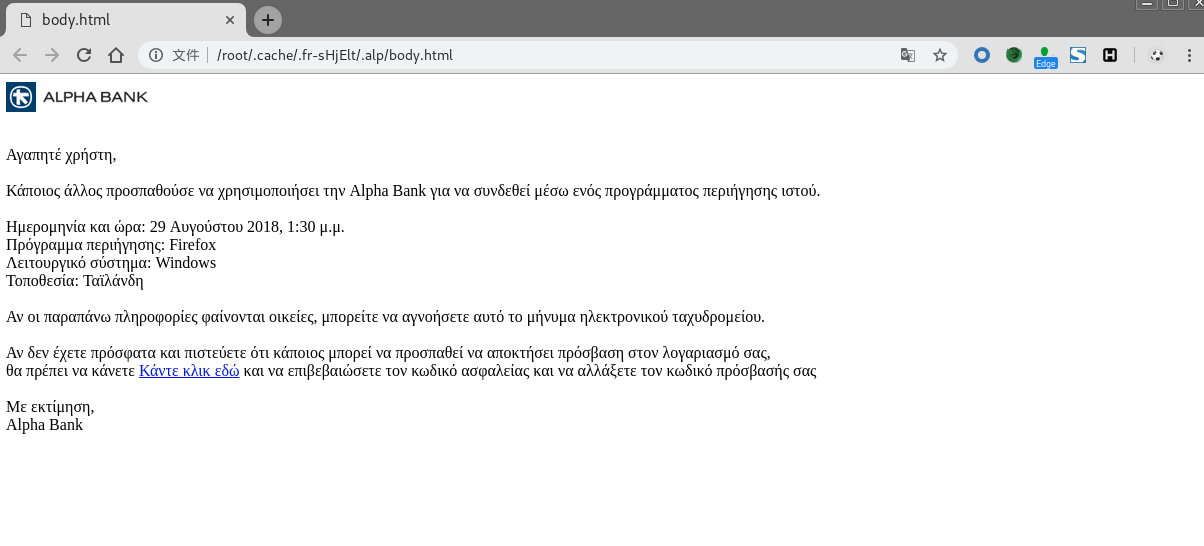 body.html
文件 /root/.cache/.fr-sHjElt/.alp/body.html
Edge
S
H
ALPHA BANK
Αγαπητέ χρήστη,
Κάποιος άλλος προσπαθούσε να χρησιμοποιήσει την Alpha Bank για να συνδεθεί μέσω ενός προγράμματος περιήγησης ιστού.
Ημερομηνία και ώρα: 29 Αυγούστου 2018, 1:30 μ.μ.
Πρόγραμμα περιήγησης: Firefox
Λειτουργικό σύστημα: Windows
Τοποθεσία: Ταϊλάνδη
Αν οι παραπάνω πληροφορίες φαίνονται οικείες, μπορείτε να αγνοήσετε αυτό το μήνυμα ηλεκτρονικού ταχυδρομείου.
Αν δεν έχετε πρόσφατα και πιστεύετε ότι κάποιος μπορεί να προσπαθεί να αποκτήσει πρόσβαση στον λογαριασμό σας,
θα πρέπει να κάνετε Κάντε κλικ εδώ και να επιβεβαιώσετε τον κωδικό ασφαλείας και να αλλάξετε τον κωδικό πρόσβασής σας
Με εκτίμηση,
Alpha Bank